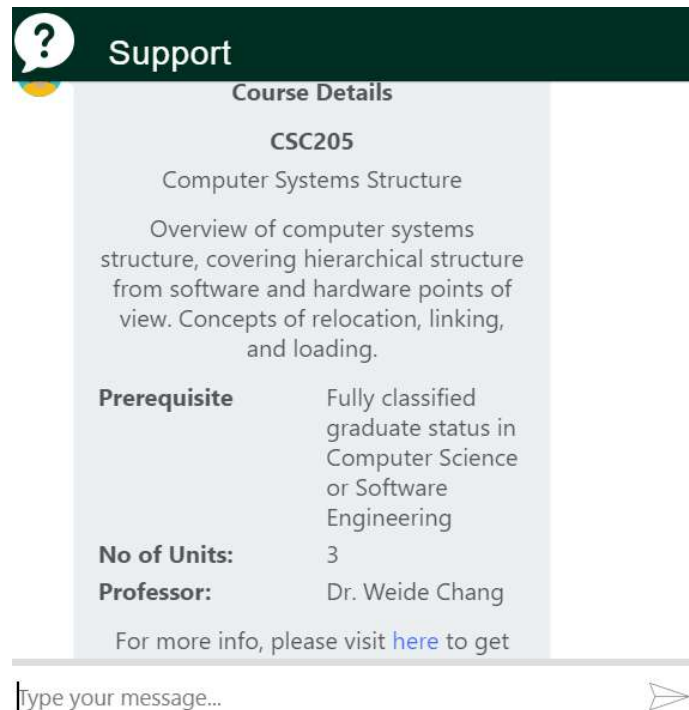 ?
Support
Course Details
CSC205
Computer Systems Structure
Overview of computer systems
structure, covering hierarchical structure
from software and hardware points of
view. Concepts of relocation, linking,
and loading.
Prerequisite Fully classified
graduate status in
Computer Science
or Software
Engineering
No of Units: 3
Professor: Dr. Weide Chang
For more info, please visit here to get
Type your message...